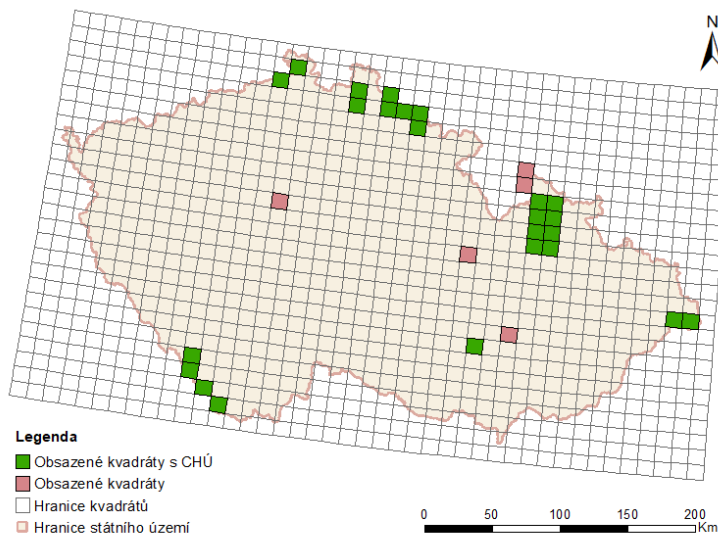 N
Legenda
Obsazené kvadráty s CHÚ
Obsazené kvadráty
Hranice kvadrátů
Hranice státního území
0 50 100 150 200
Km